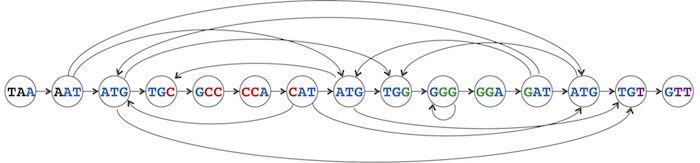 TAA AAT ATG TGC GCC CCA CAT ATG TGG GGG GGA GAT ATG TGT GTT